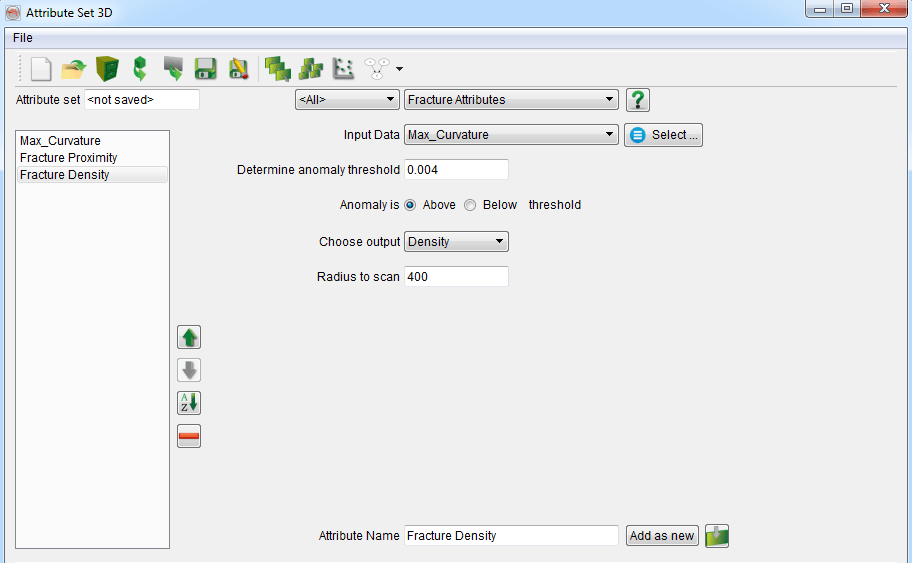 Attribute Set 3D
File
Attribute set <not saved> <All> Fracture Attributes ?
Max_Curvature
Fracture Proximity
Fracture Density
Input Data Max_Curvature Select ...
Determine anomaly threshold 0.004
Anomaly is Above Below threshold
Choose output Density
Radius to scan 400
A
Z
Attribute Name Fracture Density Add as new